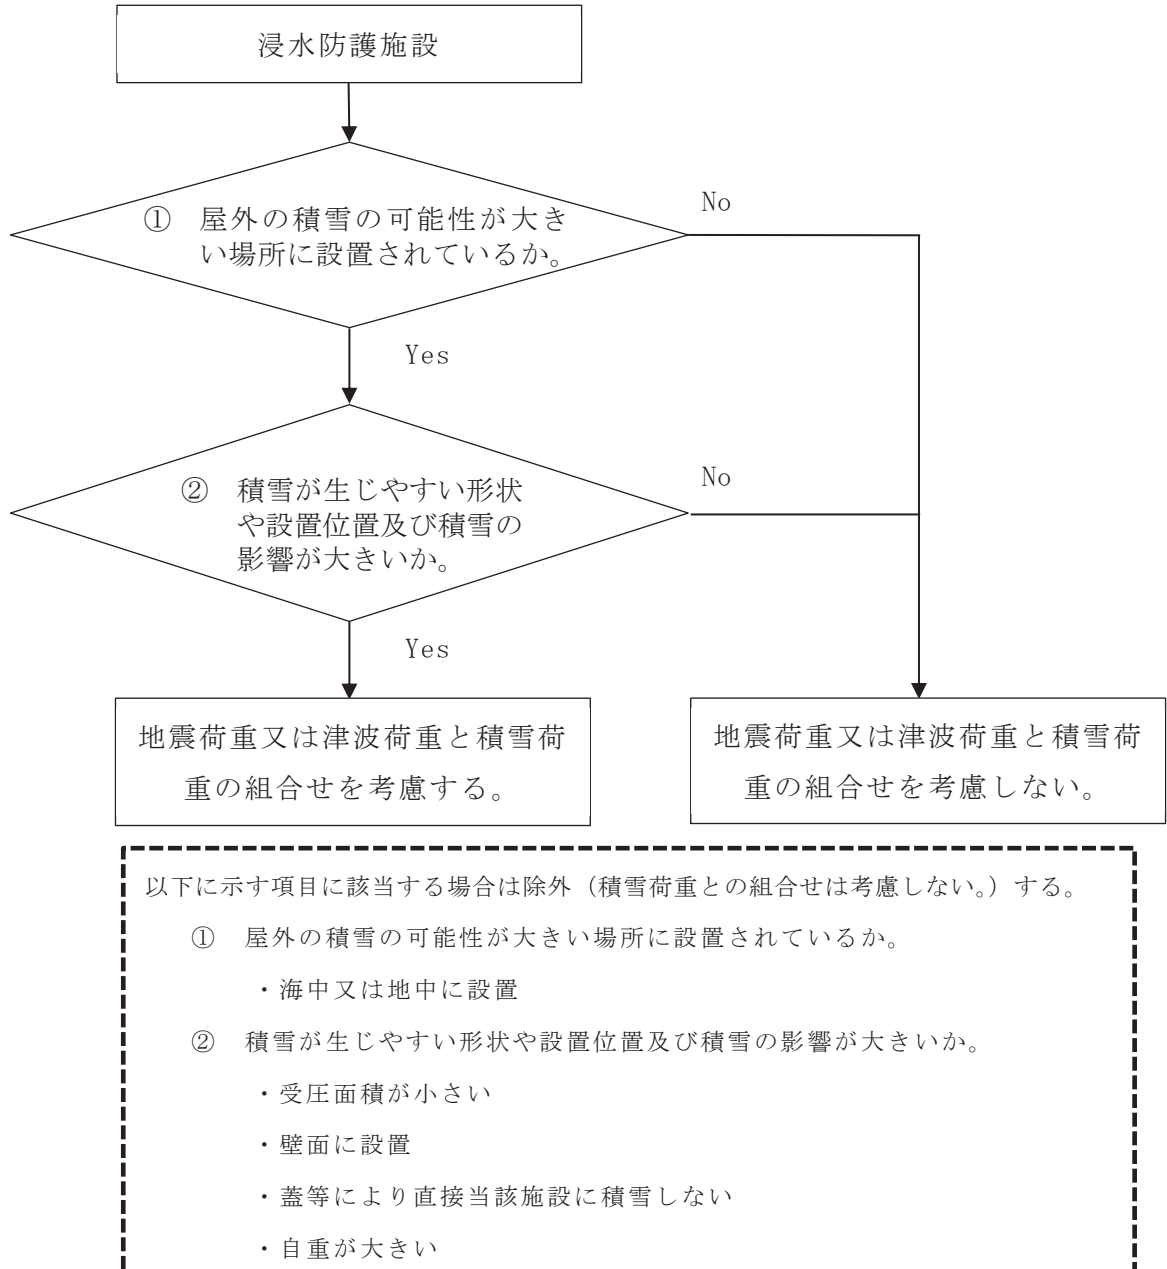 浸水防護施設
① 屋外の積雪の可能性が大き
い場所に設置されているか。
No
Yes
② 積雪が生じやすい形状
や設置位置及び積雪の
影響が大きいか。
No
Yes
地震荷重又は津波荷重と積雪荷
重の組合せを考慮する。
地震荷重又は津波荷重と積雪荷
重の組合せを考慮しない。
以下に示す項目に該当する場合は除外（積雪荷重との組合せは考慮しない。）する。
① 屋外の積雪の可能性が大きい場所に設置されているか。
・海中又は地中に設置
② 積雪が生じやすい形状や設置位置及び積雪の影響が大きいか。
・受圧面積が小さい
・壁面に設置
・蓋等により直接当該施設に積雪しない
・自重が大きい